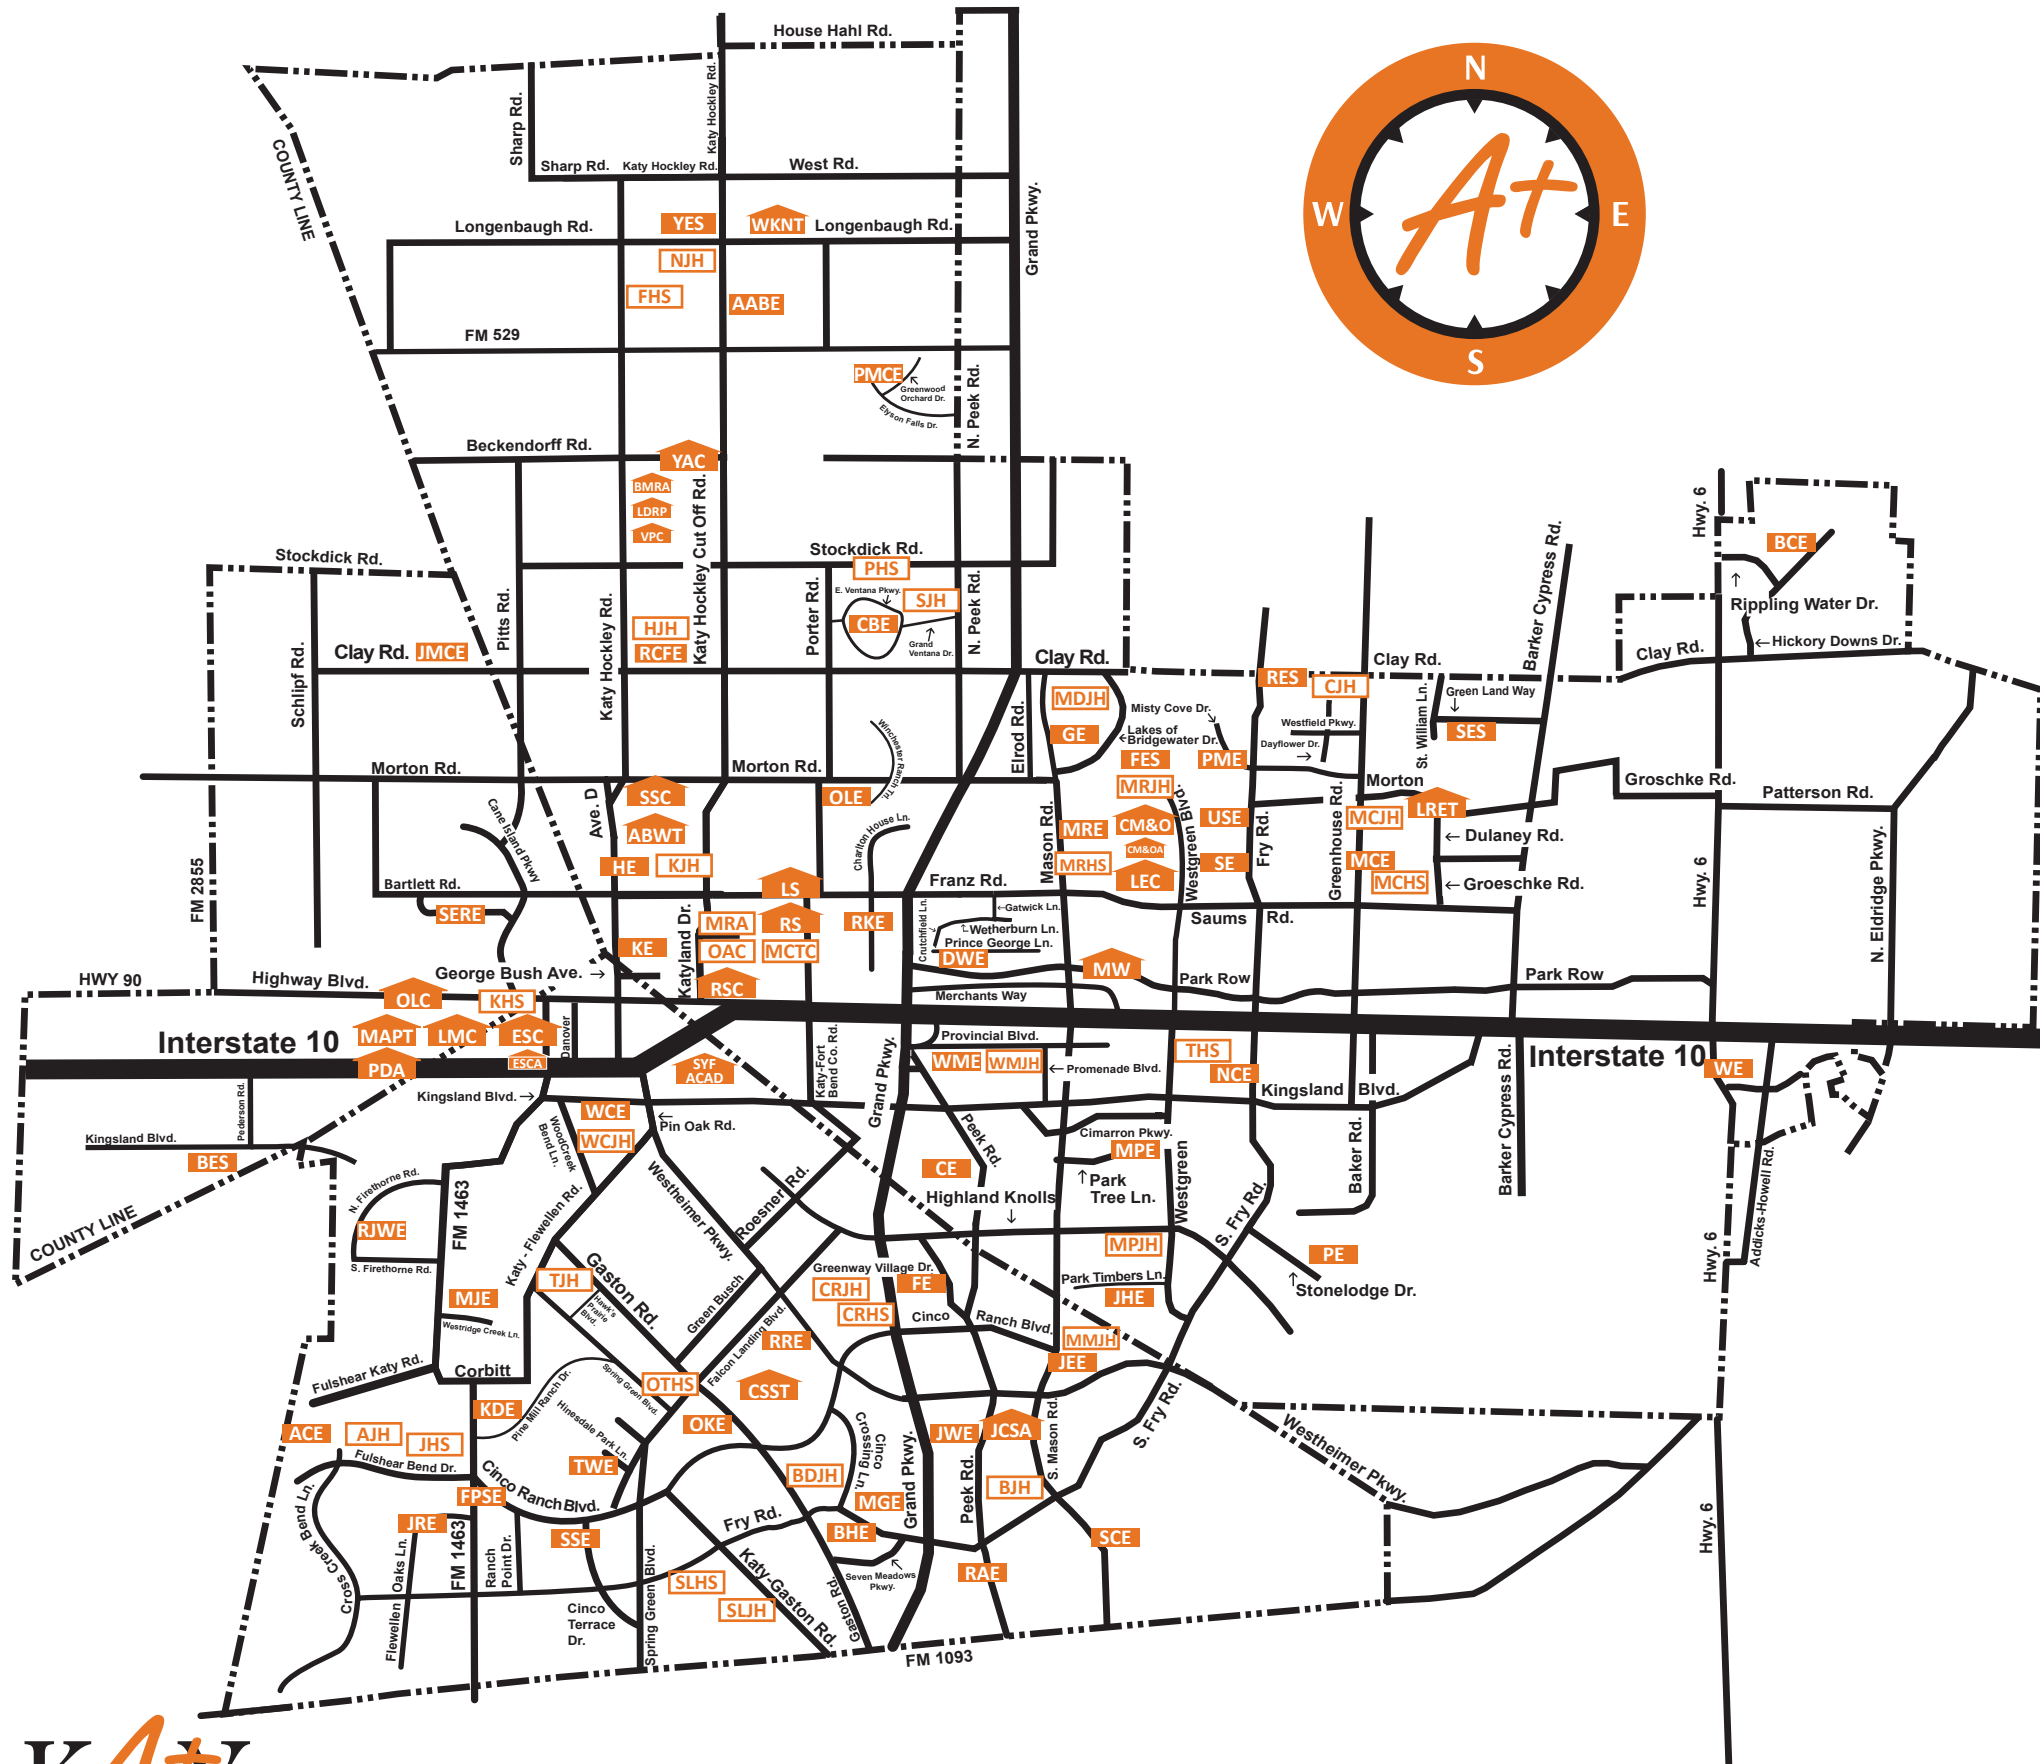 House Hahl Rd.
N
W
E
S
Sharp Rd.
Katy Hockley Rd.
COUNTY LINE
Sharp Rd.
Katy Hockley Rd.
West Rd.
Grand Pkwy.
Longenbaugh Rd.
YES
WKNT
Longenbaugh Rd.
NJH
FHS
AABE
FM 529
PMCE
Greenwood
Orchard Dr.
Elyson Falls Dr.
N. Peek Rd.
Beckendorff Rd.
YAC
BMRA
LDRP
VPC
Katy Hockley Cut Off Rd.
Hwy. 6
BCE
Stockdick Rd.
Stockdick Rd.
PHS
E. Ventana Pkwy.
SJH
CBE
Grand
Ventana Dr.
Pitts Rd.
Porter Rd.
N. Peek Rd.
Barker Cypress Rd.
Rippling Water Dr.
Hickory Downs Dr.
Clay Rd.
HJH
RCFE
Clay Rd.
JMCE
Clay Rd.
Clay Rd.
Schlipf Rd.
Katy Hockley Rd.
RES
CJH
MDJH
GE
Misty Cove Dr.
Lakes of
Bridgewater Dr.
Westfield Pkwy.
Dayflower Dr.
St. William Ln.
Green Land Way
SES
Elrod Rd.
FES
PME
Winchester Ranch Trl.
Morton Rd.
Morton Rd.
Morton
Groschke Rd.
Patterson Rd.
SSC
OLE
MRJH
Cane Island Pkwy
Ave. D
ABWT
Charlton House Ln.
Mason Rd.
MRE
CM&O
CM&OA
Westgreen Blvd.
USE
Fry Rd.
Greenhouse Rd.
MCJH
LRET
Dulaney Rd.
HE
KJH
MRHS
LEC
SE
MCE
MCHS
Groeschke Rd.
FM 2855
Bartlett Rd.
LS
Franz Rd.
Hwy. 6
N. Eldridge Pkwy.
SERE
Katyland Dr.
MRA
RS
RKE
Crutchfield Ln.
Gatwick Ln.
Wetherburn Ln.
Prince George Ln.
Saums
Rd.
KE
OAC
MCTC
DWE
MW
George Bush Ave.
HWY 90
Highway Blvd.
OLC
KHS
RSC
Park Row
Park Row
Merchants Way
Interstate 10
MAPT
LMC
ESC
Danover
Katy-Fort
Bend Co. Rd.
Provincial Blvd.
PDA
ESCA
SYF
ACAD
Grand Pkwy.
WME
WMJH
Promenade Blvd.
THS
NCE
Interstate 10
WE
Pederson Rd.
Kingsland Blvd.
WCE
Pin Oak Rd.
Kingsland
Blvd.
Barker Cypress Rd.
Kingsland Blvd.
WoodCreek
Bend Ln.
WCJH
Peek Rd.
Cimarron Pkwy.
MPE
BES
CE
Park
Tree Ln.
Westgreen
Baker Rd.
Addicks-Howell Rd.
N. Firethorne Rd.
FM 1463
Katy - Flewellen Rd.
Westheimer Pkwy.
Roesner Rd.
Highland Knolls
S. Fry Rd.
COUNTY LINE
RJWE
S. Firethorne Rd.
MPJH
PE
Hwy. 6
TJH
Gaston Rd.
Greenway Village Dr.
CRJH
FE
Park Timbers Ln.
JHE
Stonelodge Dr.
MJE
Westridge Creek Ln.
Hawk's
Prairie
Blvd.
Green Busch
CRHS
Cinco
Ranch Blvd.
RRE
Falcon Landing Blvd.
MMJH
JEE
Fulshear Katy Rd.
Corbitt
Pine Mill Ranch Dr.
Spring Green Blvd.
OTHS
CSST
KDE
Hinesdale Park Ln.
OKE
Cinco
Crossing Ln.
JWE
JCSA
S. Mason Rd.
S. Fry Rd.
Westheimer Pkwy.
ACE
AJH
JHS
Fulshear Bend Dr.
TWE
Cinco Ranch Blvd.
BDJH
Grand Pkwy.
Peek Rd.
BJH
Cross Creek Bend Ln.
FPSE
MGE
JRE
Fry Rd.
BHE
SCE
Hwy. 6
Flewellen Oaks Ln.
FM 1463
Ranch
Point Dr.
SSE
Spring Green Blvd.
Katy-Gaston Rd.
Gaston Rd.
Seven Meadows
Pkwy.
RAE
SLHS
SLJH
Cinco
Terrace
Dr.
FM 1093